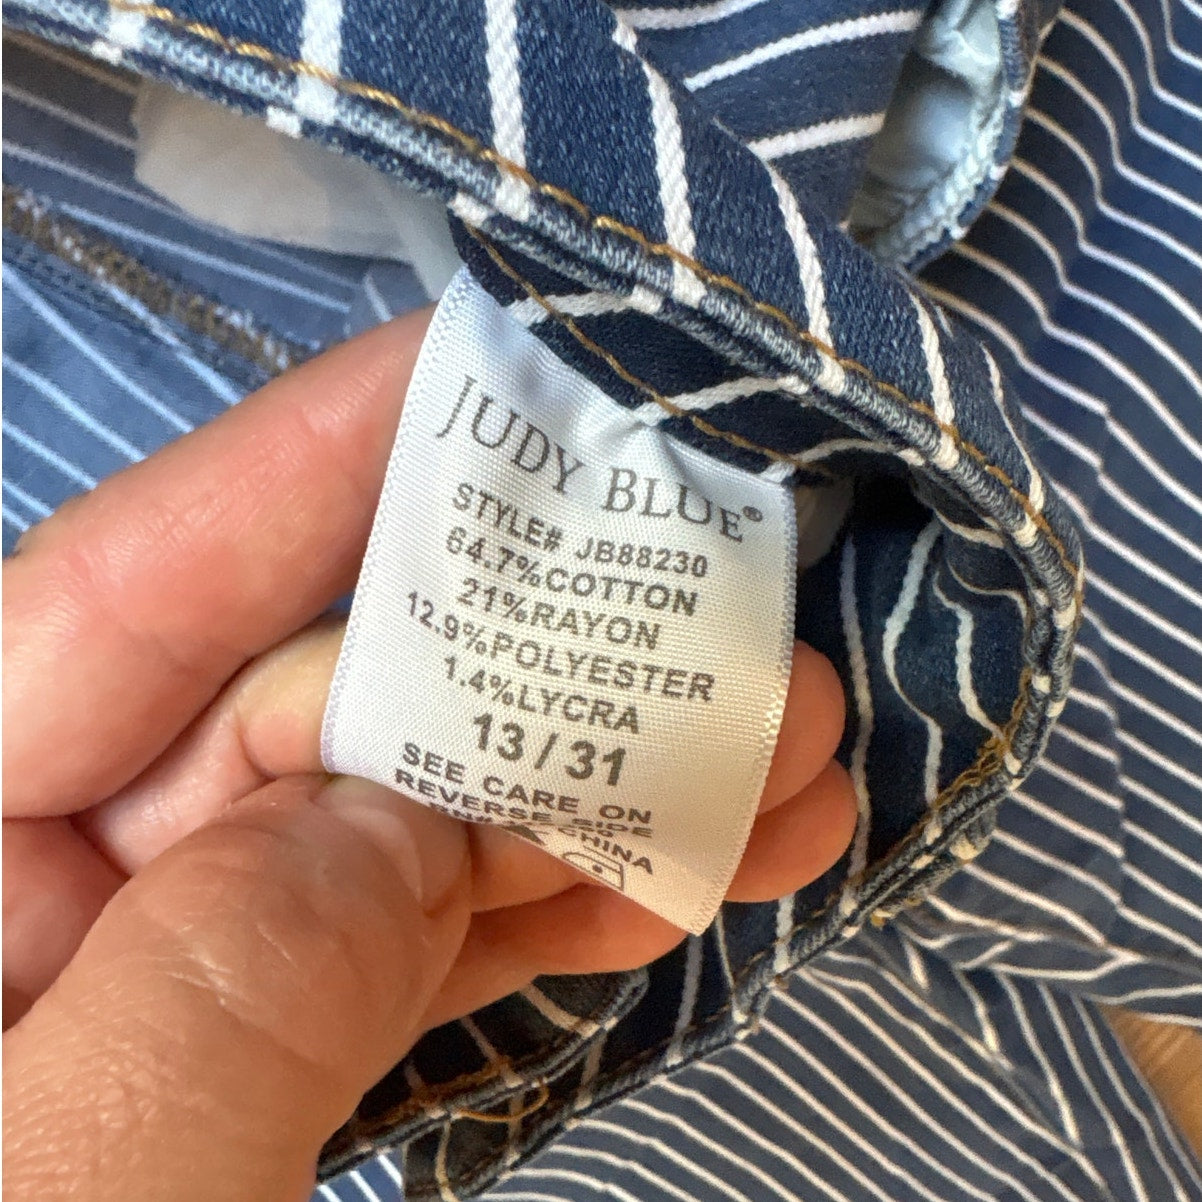 JUDY BLUE®
STYLE# JB88230
64.7%COTTON
21%RAYON
12.9%POLYESTER
1.4%LYCRA
13 / 31
SEE CARE ON
REVERSE SIDE
CHINA